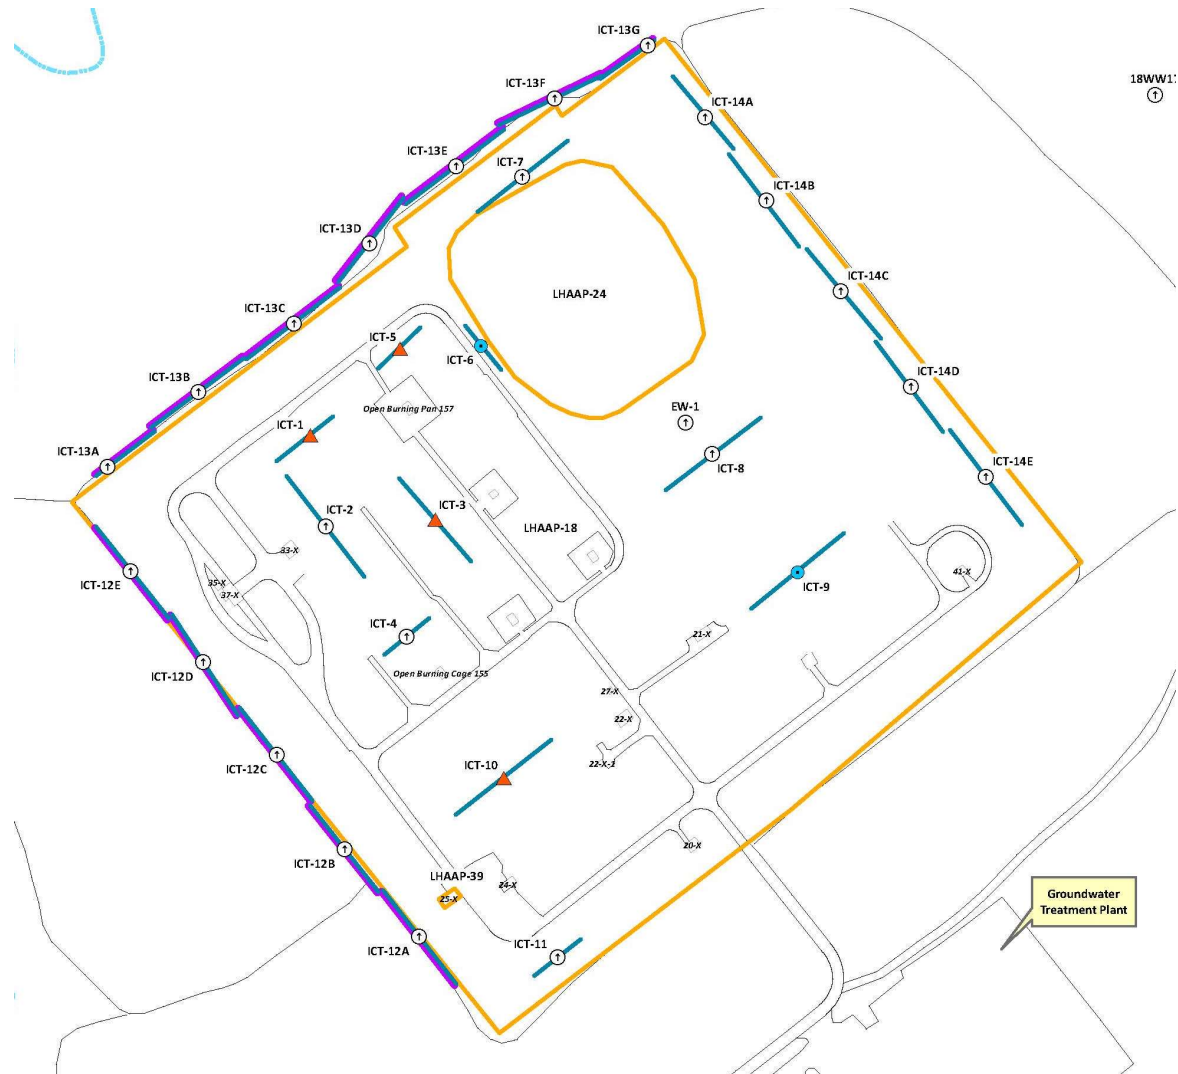 ICT-13G
18WW17
ICT-13F
ICT-14A
ICT-13E
ICT-7
ICT-14B
ICT-13D
ICT-14C
LHAAP-24
ICT-13C
ICT-5
ICT-6
ICT-13B
ICT-14D
Open Burning Pan 157
EW-1
ICT-1
ICT-13A
ICT-8
ICT-14E
ICT-3
ICT-2
LHAAP-18
33-X
41-X
ICT-12E
35-X
ICT-9
37-X
ICT-4
21-X
ICT-12D
Open Burning Cage 155
27-X
22-X
ICT-12C
ICT-10
22-X-1
20-X
ICT-12B
LHAAP-39
24-X
25-X
Groundwater
Treatment Plant
ICT-12A
ICT-11